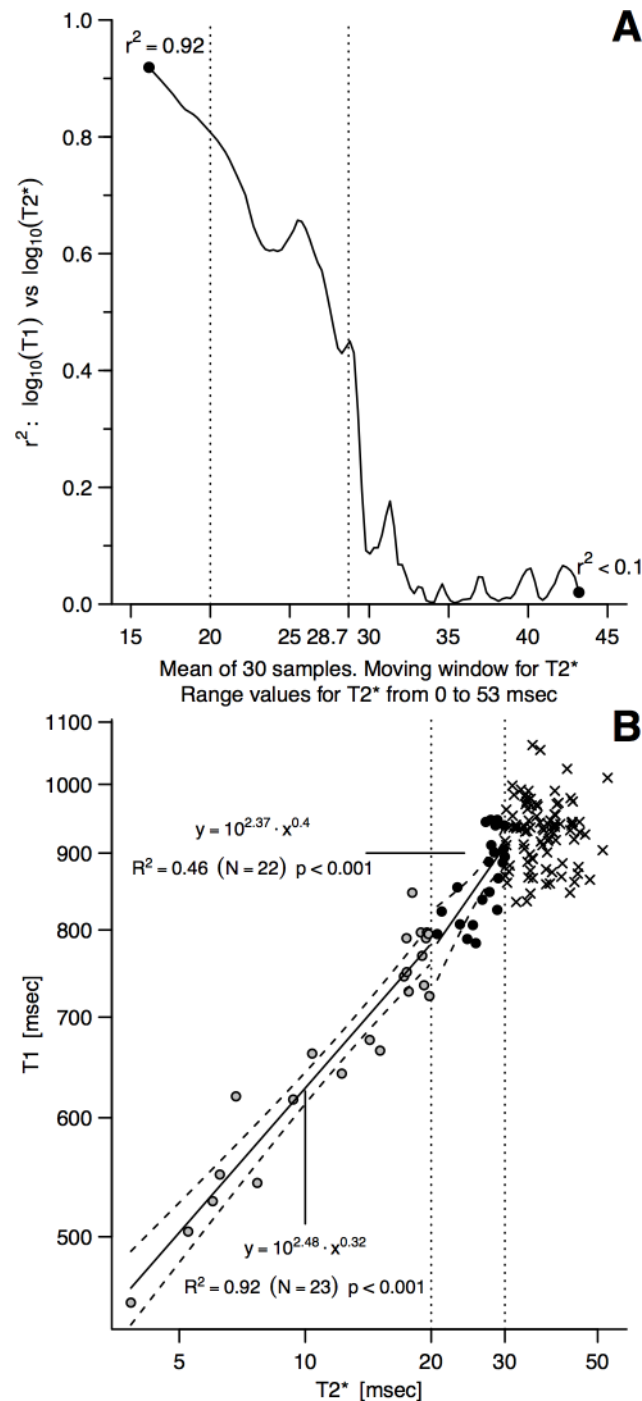 A
r² = 0.92
1.0
0.8
0.6
0.4
0.2
0.0
r²: log₁₀(T1) vs log₁₀(T2*)
r² < 0.1
15 20 25 28.7 30 35 40 45
Mean of 30 samples. Moving window for T2*
Range values for T2* from 0 to 53 msec
B
1100
1000
900
800
700
600
500
T1 [msec]
y = 10^2.37 · x^0.4
R² = 0.46 (N = 22) p < 0.001
y = 10^2.48 · x^0.32
R² = 0.92 (N = 23) p < 0.001
5 10 20 30 50
T2* [msec]